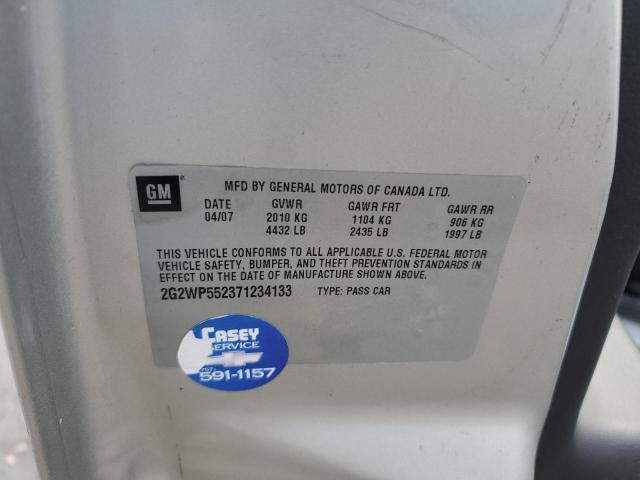 GM
MFD BY GENERAL MOTORS OF CANADA LTD.
DATE GVWR GAWR FRT GAWR RR
04/07 2010 KG 1104 KG 906 KG
4432 LB 2435 LB 1997 LB
THIS VEHICLE CONFORMS TO ALL APPLICABLE U.S. FEDERAL MOTOR
VEHICLE SAFETY, BUMPER, AND THEFT PREVENTION STANDARDS IN
EFFECT ON THE DATE OF MANUFACTURE SHOWN ABOVE.
2G2WP552371234133 TYPE: PASS CAR
CASEY
SERVICE
(757)
591-1157